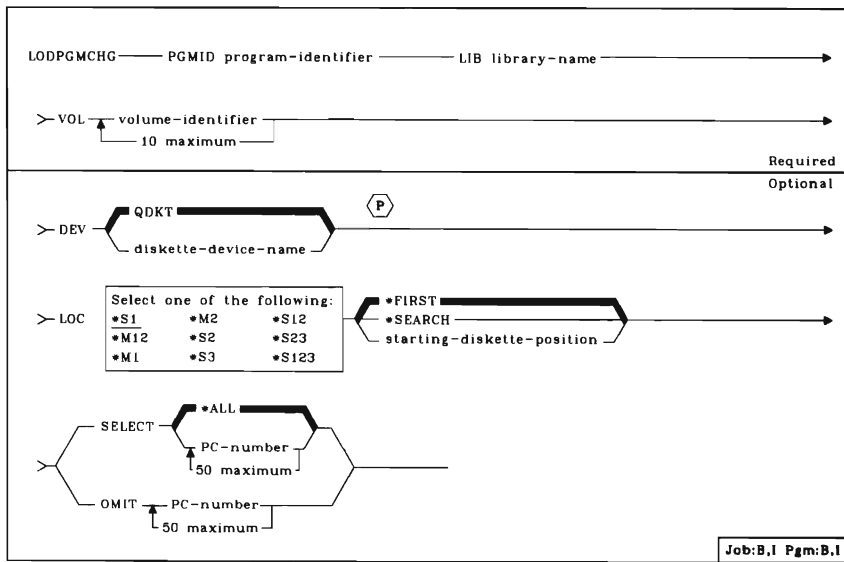 LODPGMCHG PGMID program-identifier LIB library-name
VOL volume-identifier
10 maximum
Required
Optional
P
QDKT
DEV
diskette-device-name
Select one of the following:
LOC
*S1 *M2 *S12
*M12 *S2 *S23
*M1 *S3 *S123
*FIRST
*SEARCH
starting-diskette-position
*ALL
SELECT
PC-number
50 maximum
OMIT PC-number
50 maximum
Job:B,I Pgm:B,I